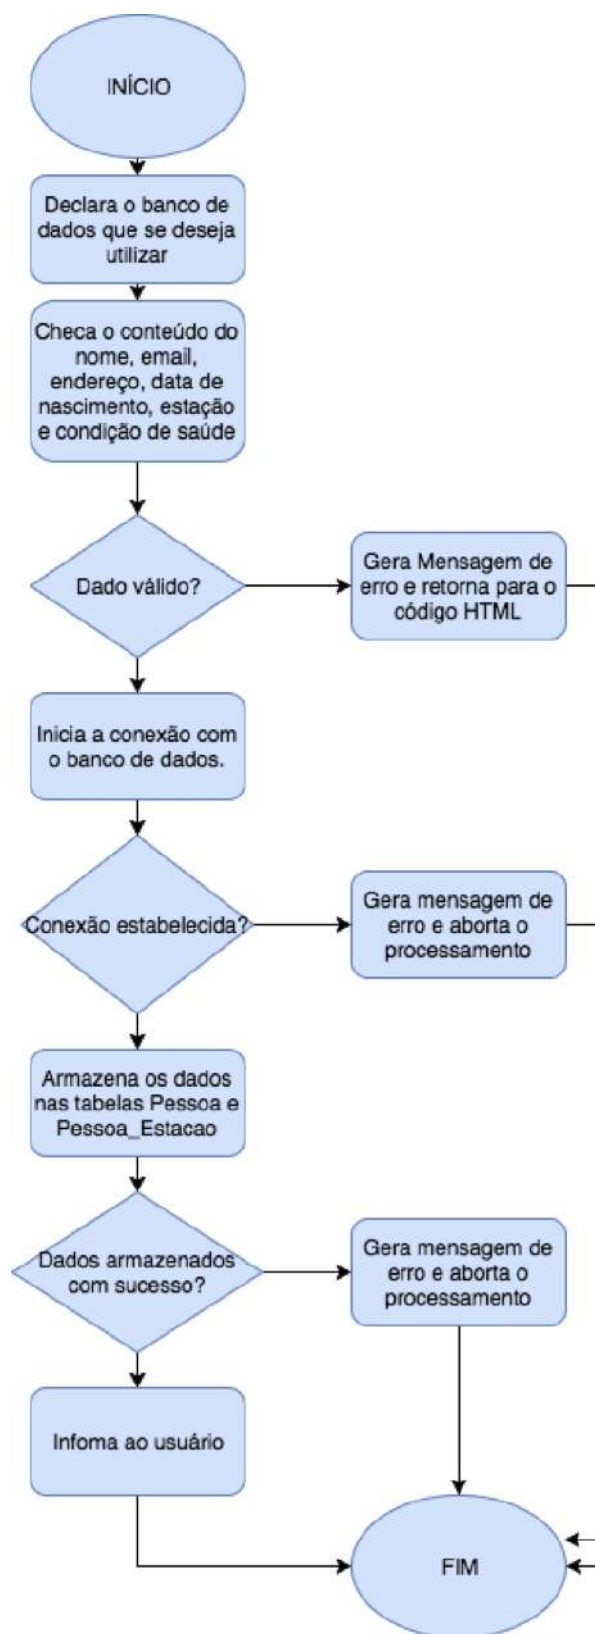 INÍCIO
Declara o banco de
dados que se deseja
utilizar
Checa o conteúdo do
nome, email,
endereço, data de
nascimento, estação
e condição de saúde
Dado válido?
Gera Mensagem de
erro e retorna para o
código HTML
Inicia a conexão com
o banco de dados.
Conexão estabelecida?
Gera mensagem de
erro e aborta o
processamento
Armazena os dados
nas tabelas Pessoa e
Pessoa_Estacao
Dados armazenados
com sucesso?
Gera mensagem de
erro e aborta o
processamento
Infoma ao usuário
FIM